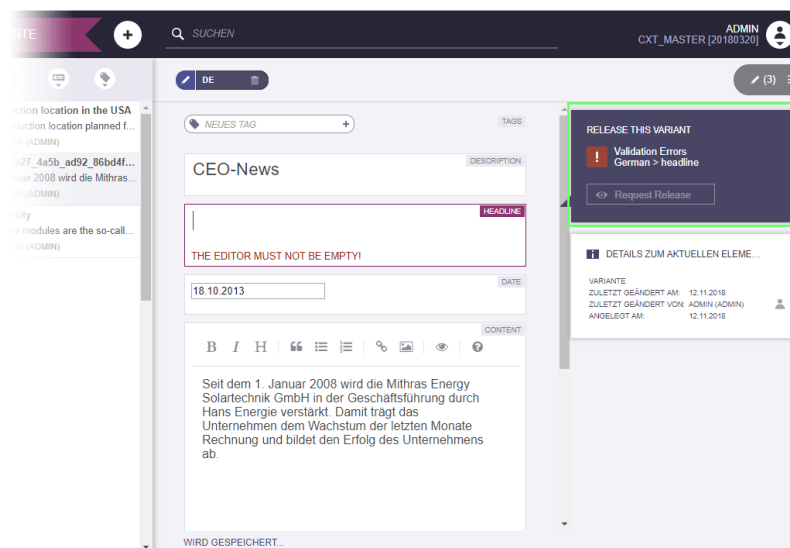 NTE
SUCHEN
ADMIN
CXT_MASTER [20180320]
DE
(3)
ction location in the USA
duction location planned f...
(ADMIN)
4a5b_ad92_86bd4f...
uar 2008 wird die Mithras...
(ADMIN)
sity
e modules are the so-call...
(ADMIN)
NEUES TAG
TAGS
CEO-News
DESCRIPTION
HEADLINE
THE EDITOR MUST NOT BE EMPTY!
18.10.2013
DATE
CONTENT
B I H
Seit dem 1. Januar 2008 wird die Mithras Energy
Solartechnik GmbH in der Geschäftsführung durch
Hans Energie verstärkt. Damit trägt das
Unternehmen dem Wachstum der letzten Monate
Rechnung und bildet den Erfolg des Unternehmens
ab.
WIRD GESPEICHERT...
RELEASE THIS VARIANT
Validation Errors
German > headline
Request Release
DETAILS ZUM AKTUELLEN ELEME...
VARIANTE
ZULETZT GEÄNDERT AM: 12.11.2018
ZULETZT GEÄNDERT VON: ADMIN (ADMIN)
ANGELEGT AM: 12.11.2018